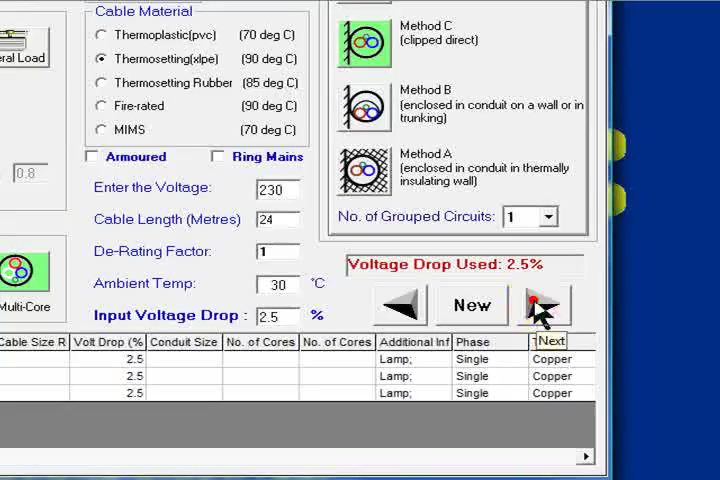 eral Load
0.8
Multi-Core
Cable Material
Thermoplastic(pvc) (70 deg C)
Thermosetting(xlpe) (90 deg C)
Thermosetting Rubber (85 deg C)
Fire-rated (90 deg C)
MIMS (70 deg C)
Armoured Ring Mains
Enter the Voltage: 230
Cable Length (Metres) 24
De-Rating Factor: 1
Ambient Temp: 30 °C
Input Voltage Drop : 2.5 %
Method C
(clipped direct)
Method B
(enclosed in conduit on a wall or in
trunking)
Method A
(enclosed in conduit in thermally
insulating wall)
No. of Grouped Circuits: 1
Voltage Drop Used: 2.5%
New
Next
Cable Size R Volt Drop (% Conduit Size No. of Cores No. of Cores Additional Inf Phase T
2.5 Lamp; Single Copper
2.5 Lamp; Single Copper
2.5 Lamp; Single Copper